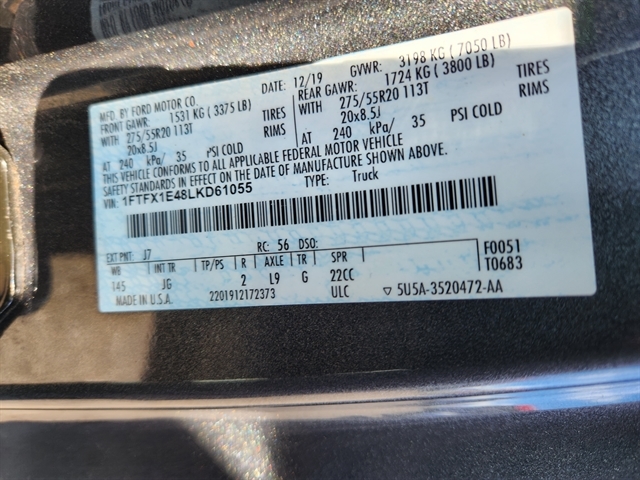 MFD. BY FORD MOTOR CO.
DATE: 12/19
GVWR: 3198 KG ( 7050 LB)
FRONT GAWR: 1531 KG ( 3375 LB)
REAR GAWR: 1724 KG ( 3800 LB)
WITH 275/55R20 113T TIRES
WITH 275/55R20 113T TIRES
20x8.5J RIMS
20x8.5J RIMS
AT 240 kPa/ 35 PSI COLD
AT 240 kPa/ 35 PSI COLD
THIS VEHICLE CONFORMS TO ALL APPLICABLE FEDERAL MOTOR VEHICLE
SAFETY STANDARDS IN EFFECT ON THE DATE OF MANUFACTURE SHOWN ABOVE.
VIN: 1FTFX1E48LKD61055
TYPE: Truck
EXT PNT: J7 RC: 56 DSO: F0051
WB INT TR TP/PS R AXLE TR SPR T0683
145 JG 2 L9 G 22CC
MADE IN U.S.A. 2201912172373 ULC ▽ 5U5A-3520472-AA